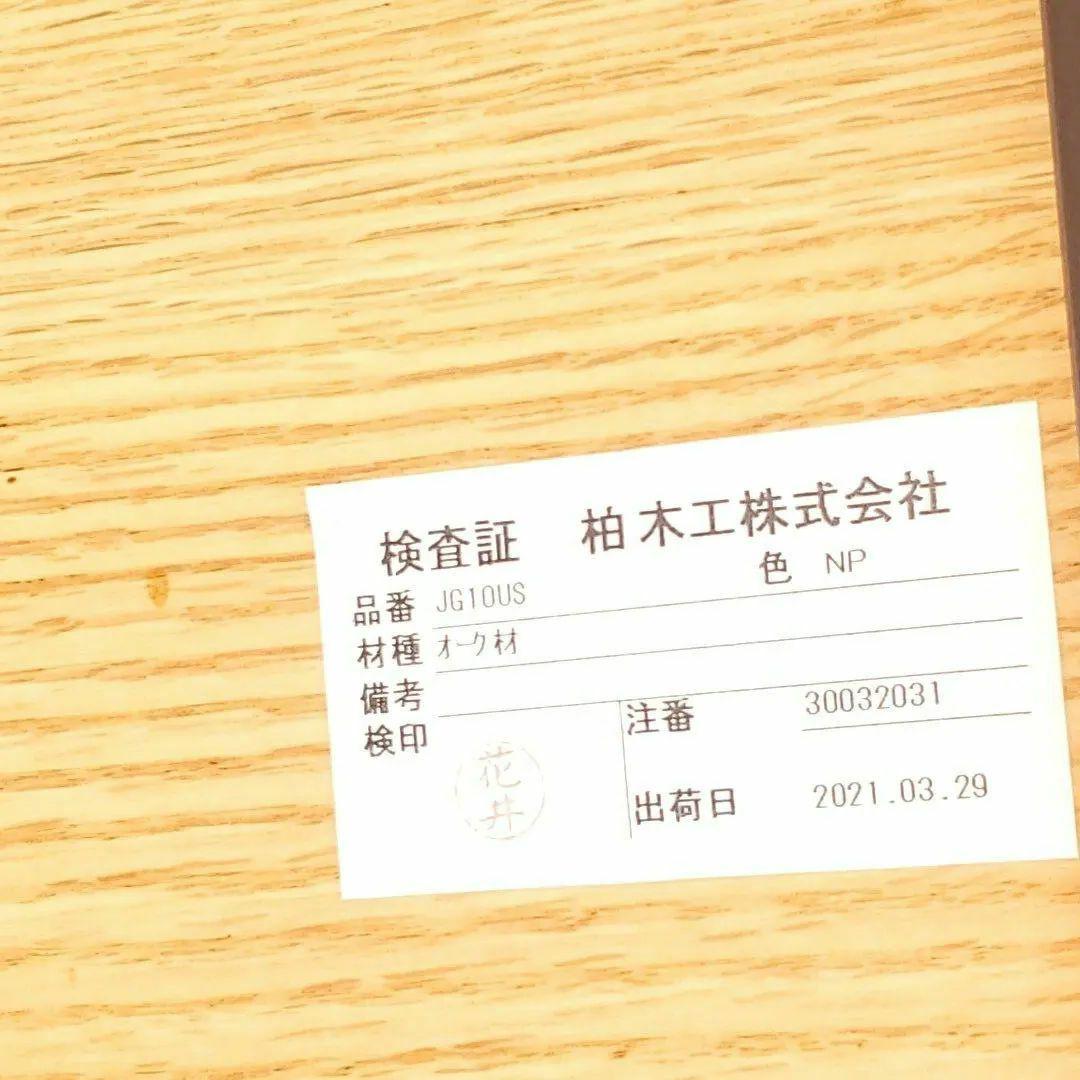 検査証 柏木工株式会社
品番 JG10US 色 NP
材種 ｵｰｸ材
備考
検印 花井 注番 30032031
出荷日 2021.03.29